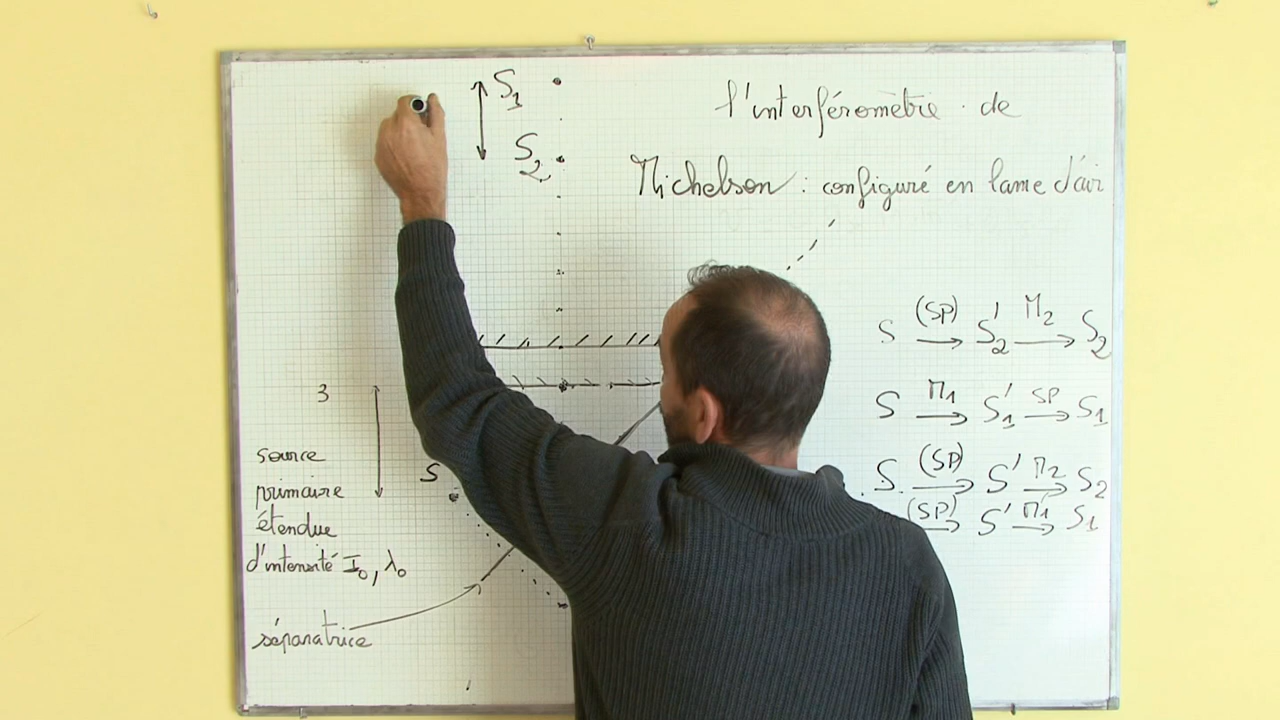 l'interféromètre de
Michelson : configuré en lame d'air
S₁
S₂
S (SP) → S'₂ M₂ → S₂
S M₁ → S'₁ SP → S₁
S (SP) → S' M₂ → S₂
(SP) → S' M₁ → S₁
3
S
source
primaire
étendue
d'intensité I₀, λ₀
séparatrice